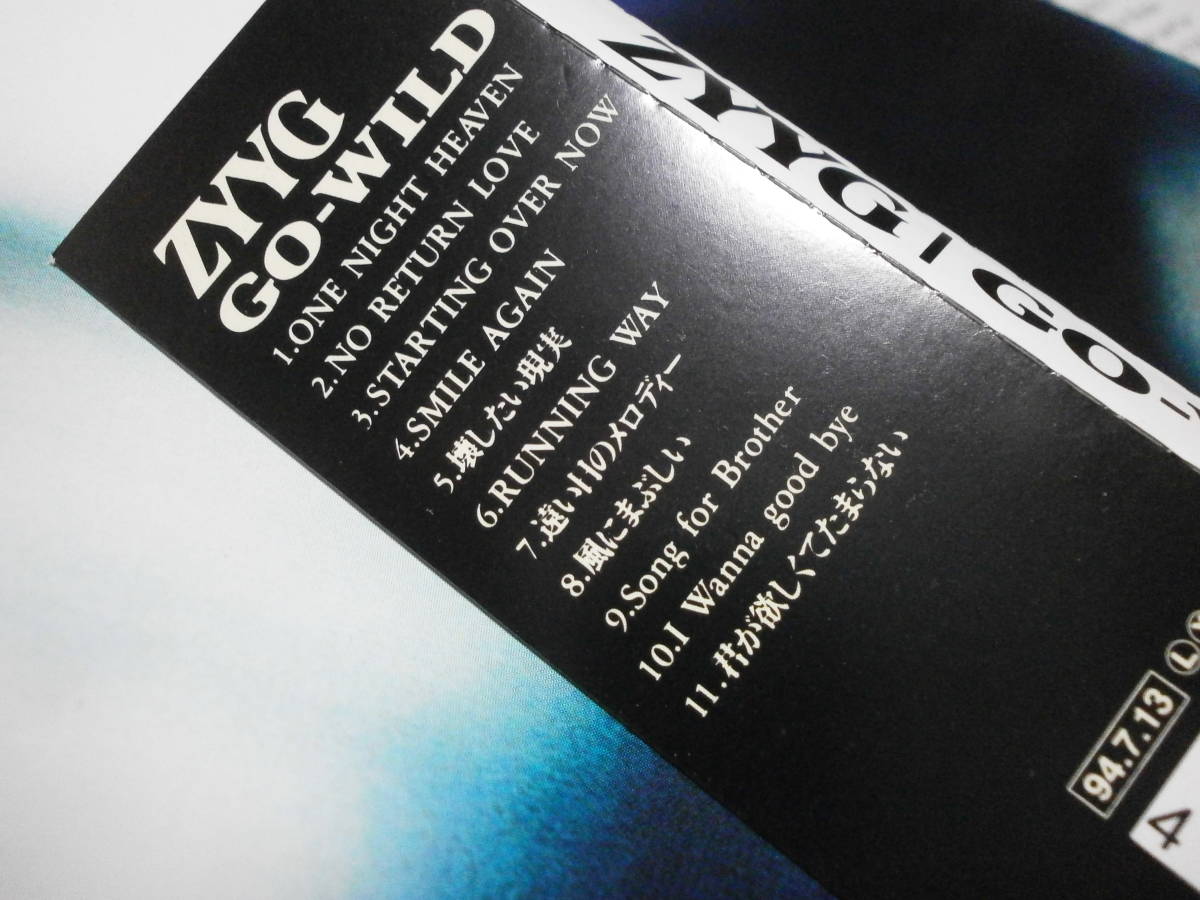 ZYYG
GO-WILD
1.ONE NIGHT HEAVEN
2.NO RETURN LOVE
3.STARTING OVER NOW
4.SMILE AGAIN
5.壊したい現実
6.RUNNING WAY
7.遠い日のメロディー
8.風にまぶしい
9.Song for Brother
10.I Wanna good bye
11.君が欲しくてたまらない
94.7.13
L
4
ZYYG GO-